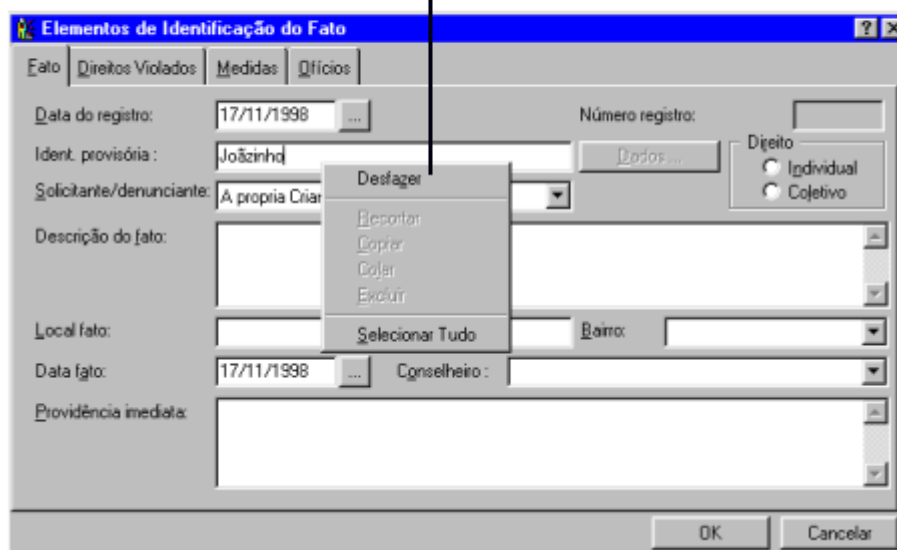 Elementos de Identificação do Fato
Fato Direitos Violados Medidas Ofícios
Data do registro: 17/11/1998 ... Número registro:
Ident. provisória : Joãzinho Dados ... Direito
Individual
Solicitante/denunciante: A propria Crian Coletivo
Desfazer
Recortar
Copiar
Colar
Excluir
Selecionar Tudo
Descrição do fato:
Local fato: Bairro:
Data fato: 17/11/1998 ... Conselheiro :
Providência imediata:
OK Cancelar